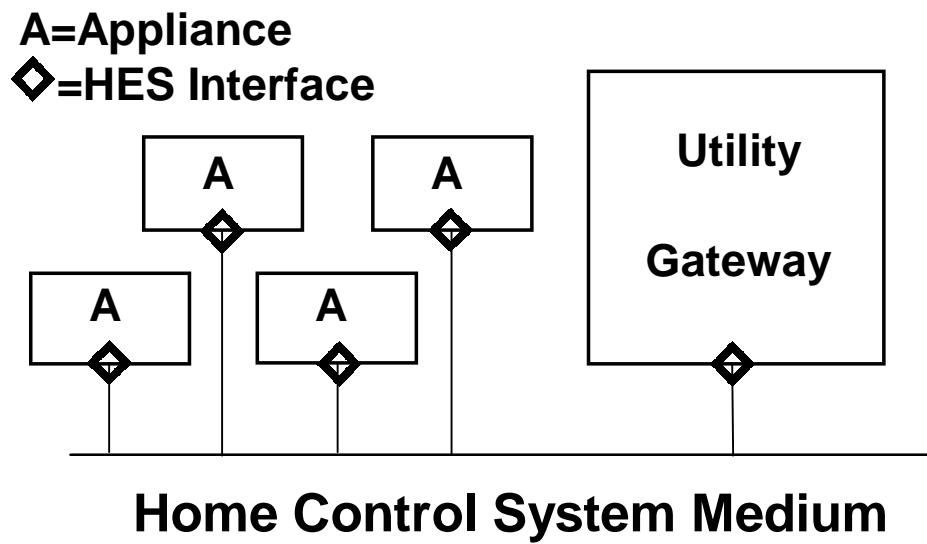 A=Appliance
=HES Interface
A
A
Utility
Gateway
A
A
Home Control System Medium